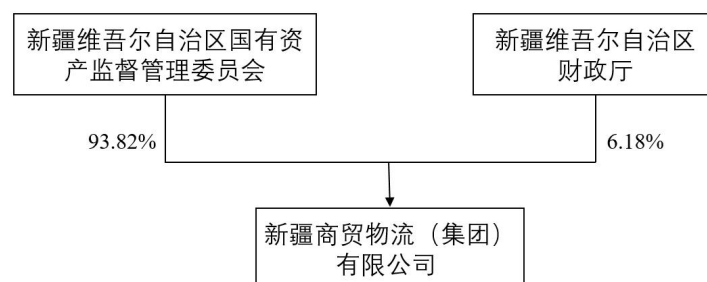 新疆维吾尔自治区国有资
产监督管理委员会
新疆维吾尔自治区
财政厅
93.82%
6.18%
新疆商贸物流（集团）
有限公司